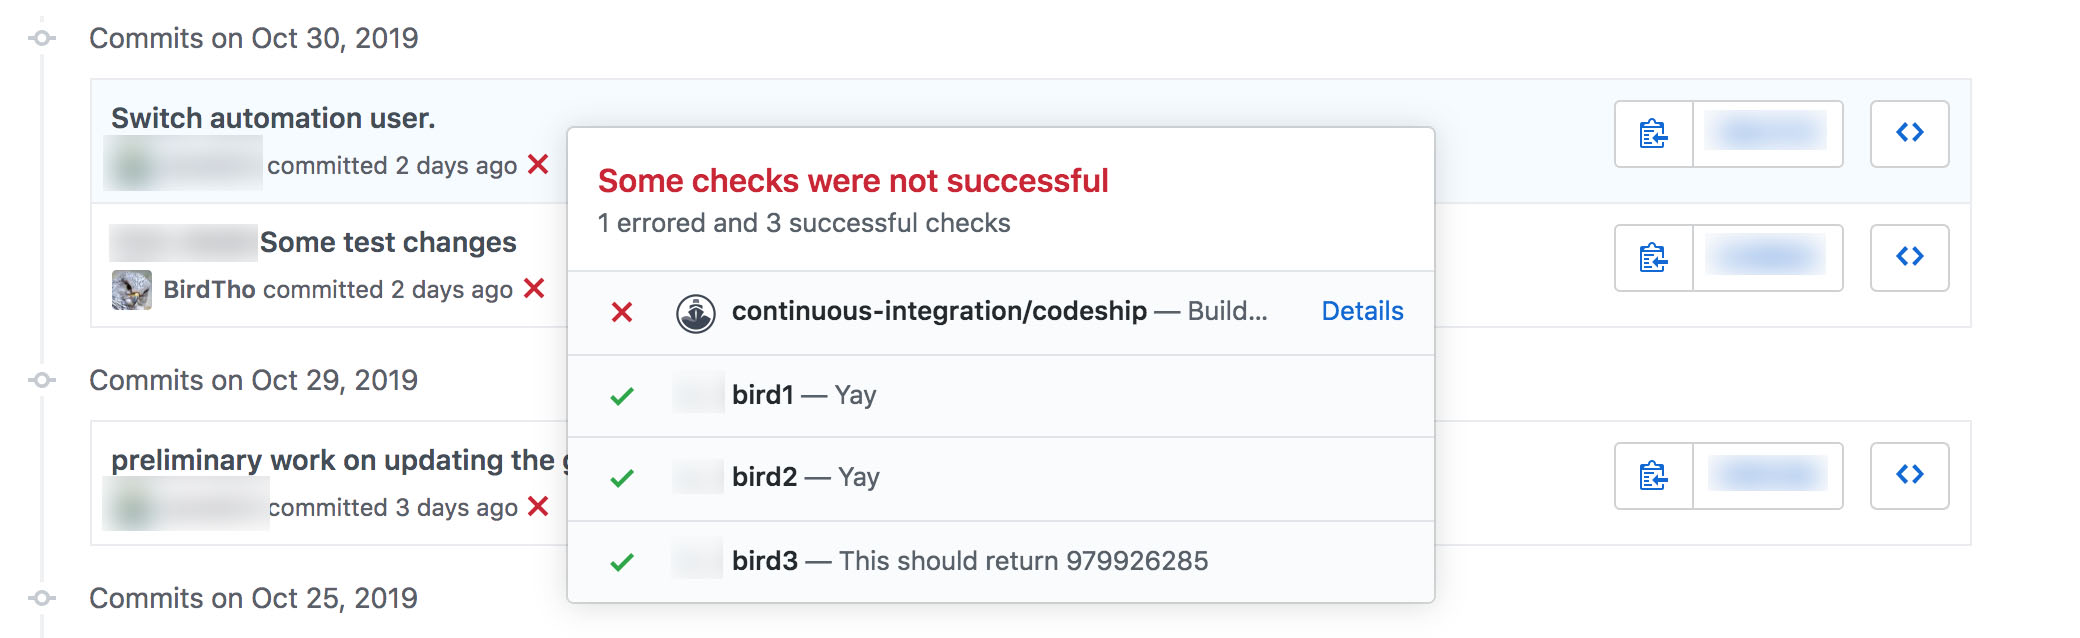 Commits on Oct 30, 2019
Switch automation user.
committed 2 days ago
Some test changes
BirdTho committed 2 days ago
Commits on Oct 29, 2019
preliminary work on updating the
committed 3 days ago
Commits on Oct 25, 2019
Some checks were not successful
1 errored and 3 successful checks
continuous-integration/codeship — Build... Details
bird1 — Yay
bird2 — Yay
bird3 — This should return 979926285